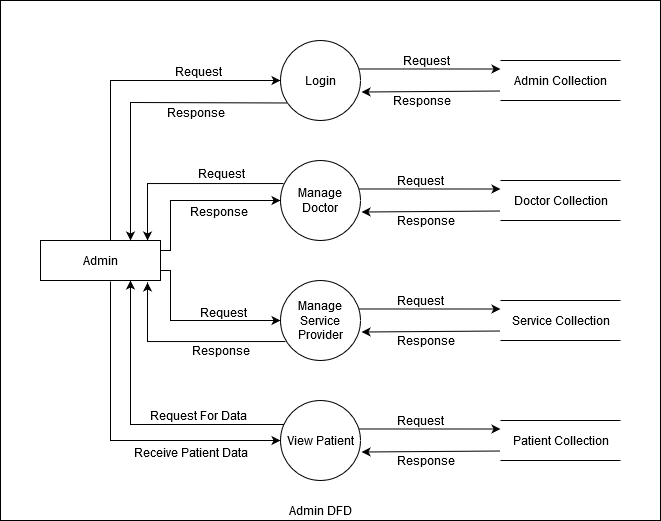 Request
Login
Request
Admin Collection
Response
Response
Request
Manage
Doctor
Request
Doctor Collection
Response
Response
Admin
Request
Manage
Service
Provider
Request
Service Collection
Response
Response
Request For Data
View Patient
Request
Patient Collection
Receive Patient Data
Response
Admin DFD